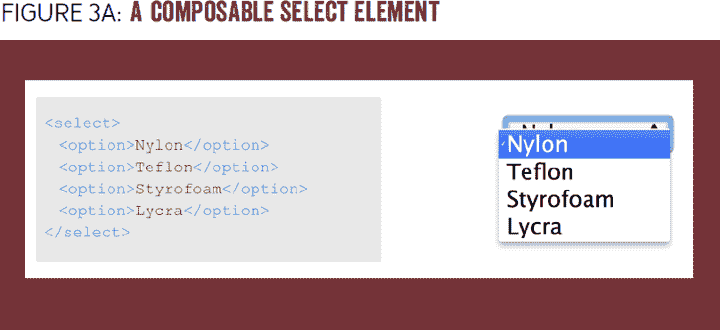 FIGURE 3A: A COMPOSABLE SELECT ELEMENT
<select>
<option>Nylon</option>
<option>Teflon</option>
<option>Styrofoam</option>
<option>Lycra</option>
</select>
Nylon
Teflon
Styrofoam
Lycra